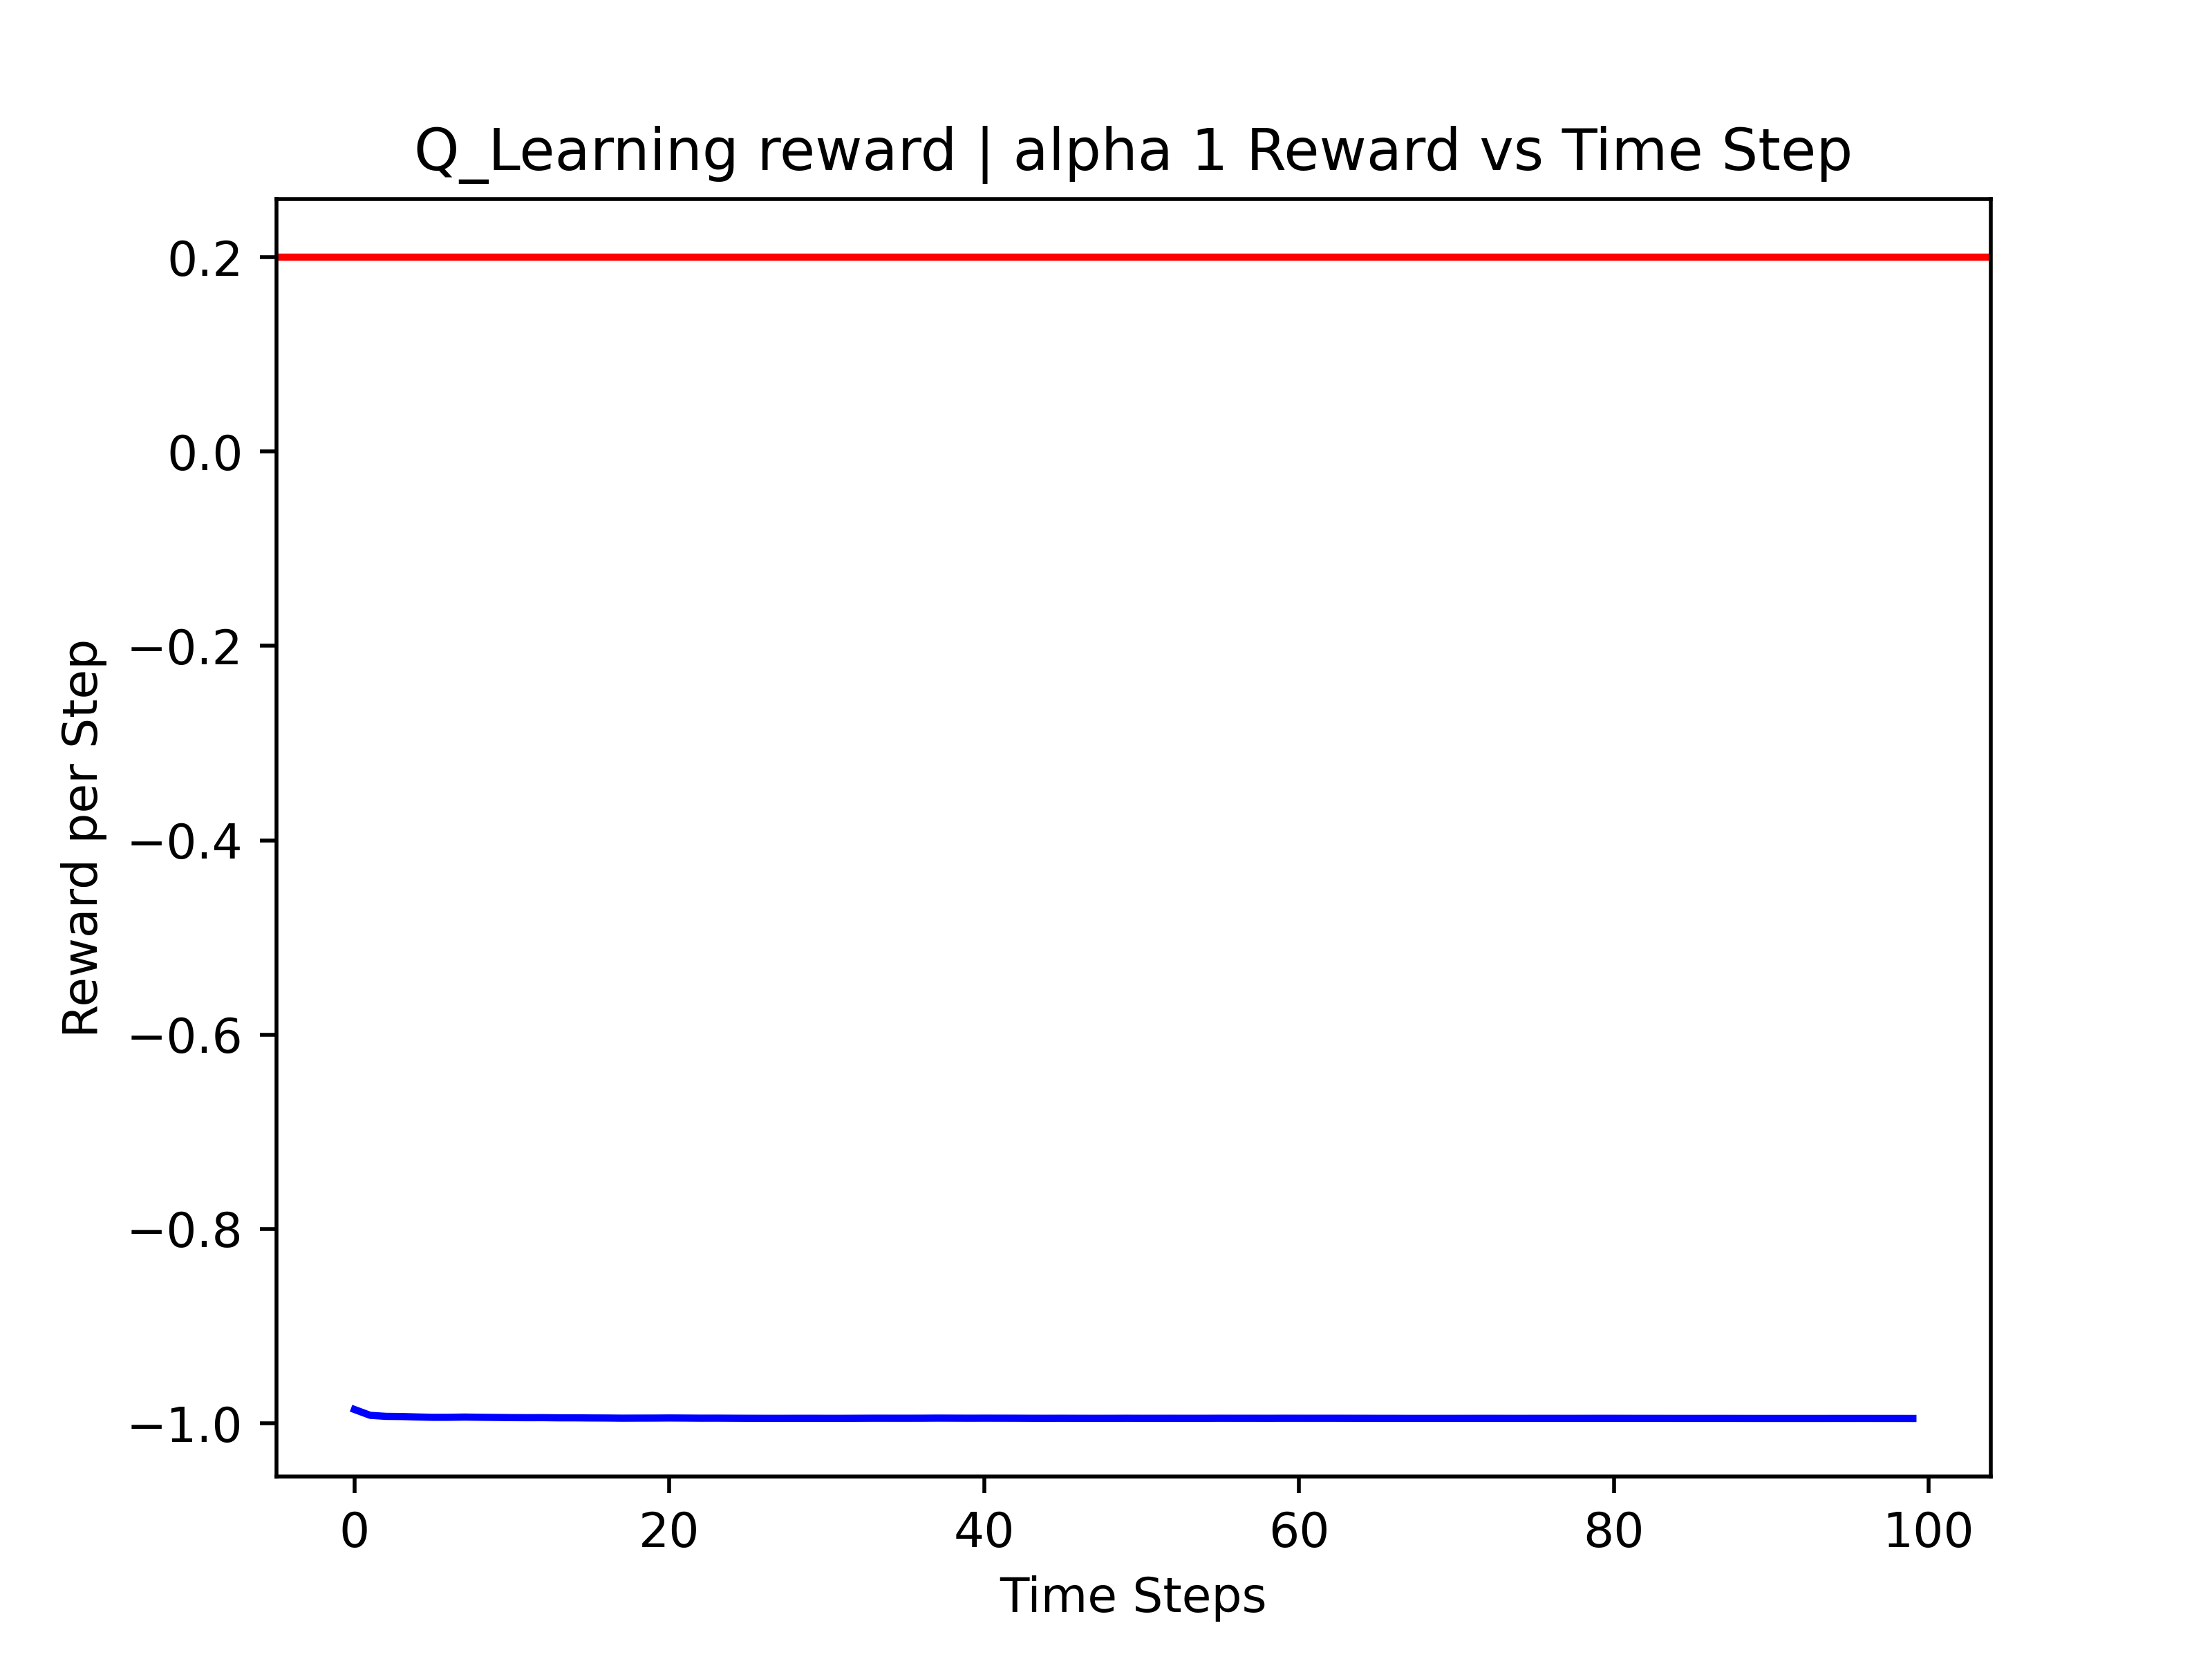 Q_Learning reward | alpha 1 Reward vs Time Step
0.2
0.0
−0.2
−0.4
−0.6
−0.8
−1.0
Reward per Step
0 20 40 60 80 100
Time Steps